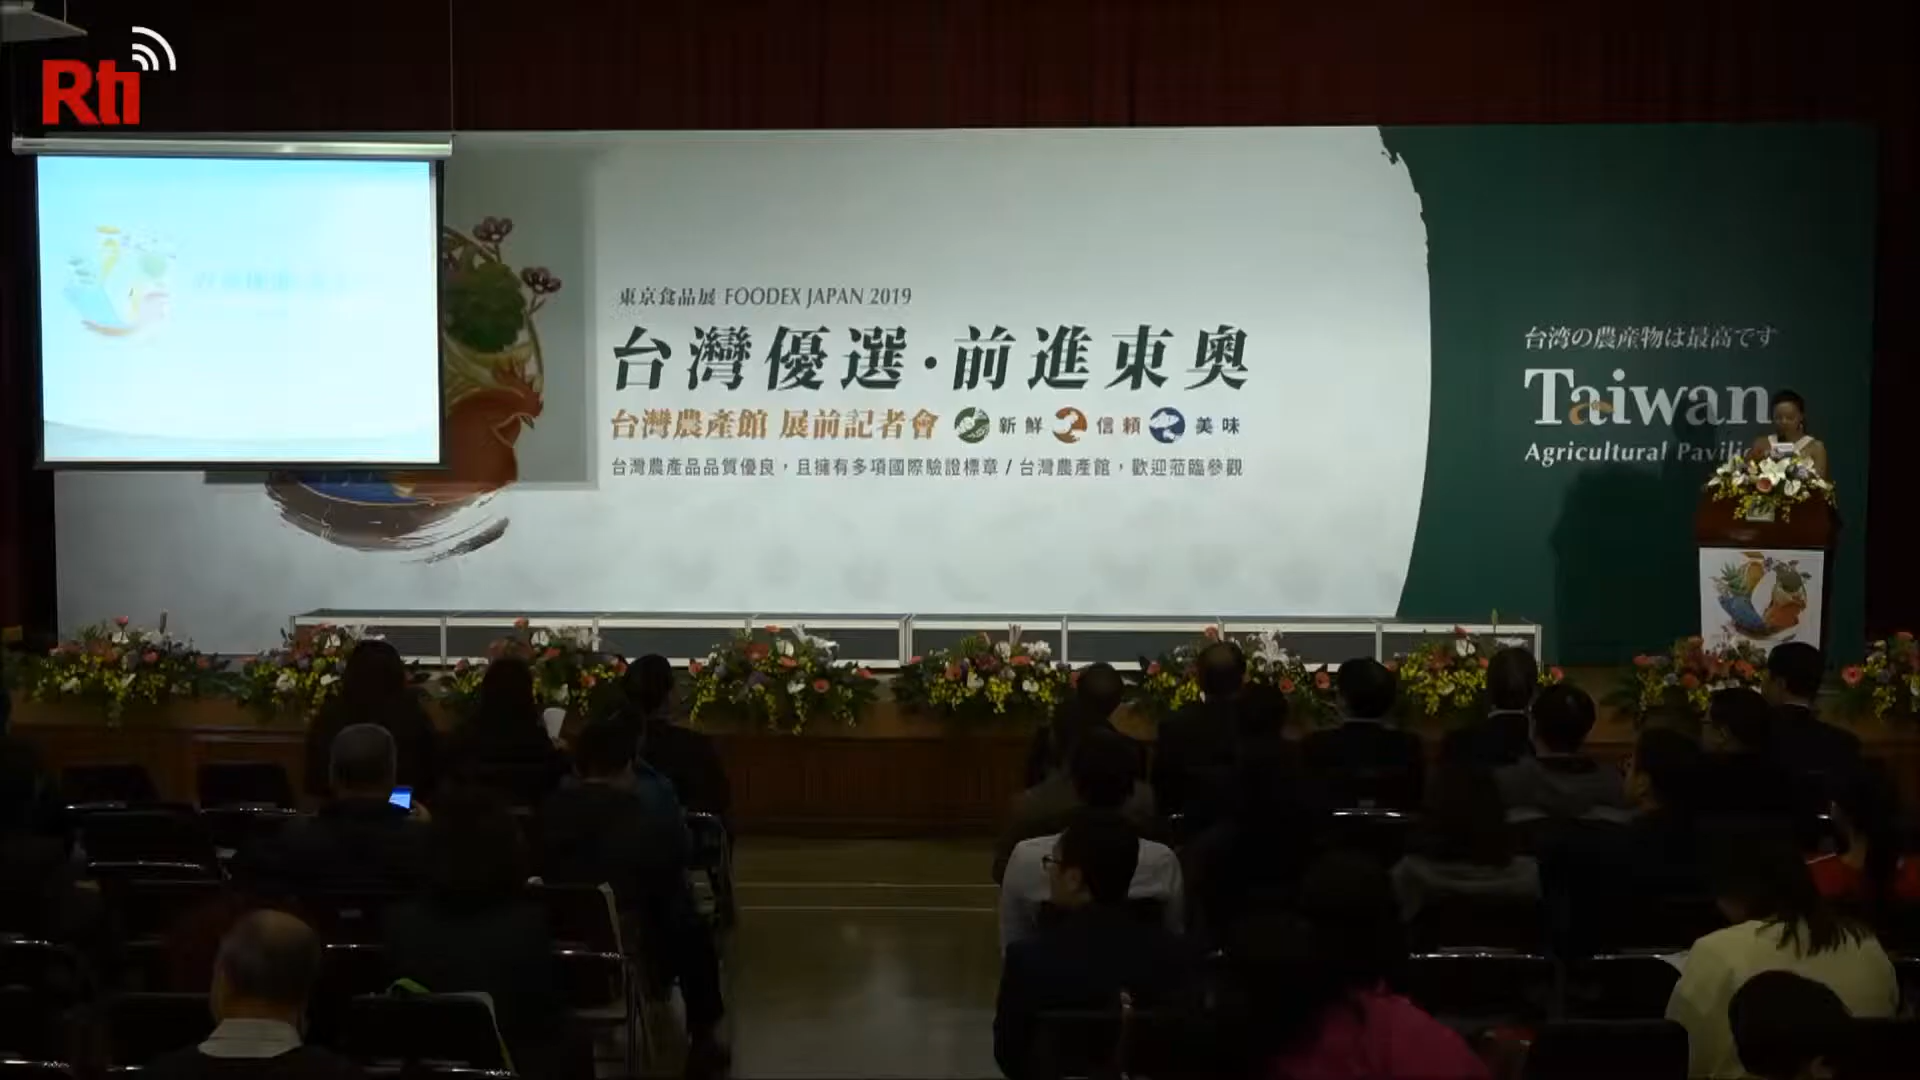 Rti
東京食品展 FOODEX JAPAN 2019
台灣優選·前進東奧
台灣農產館 展前記者會 新鮮 信賴 美味
台灣農產品品質優良，且擁有多項國際驗證標章 / 台灣農產館，歡迎蒞臨參觀
台湾の農産物は最高です
Taiwan
Agricultural